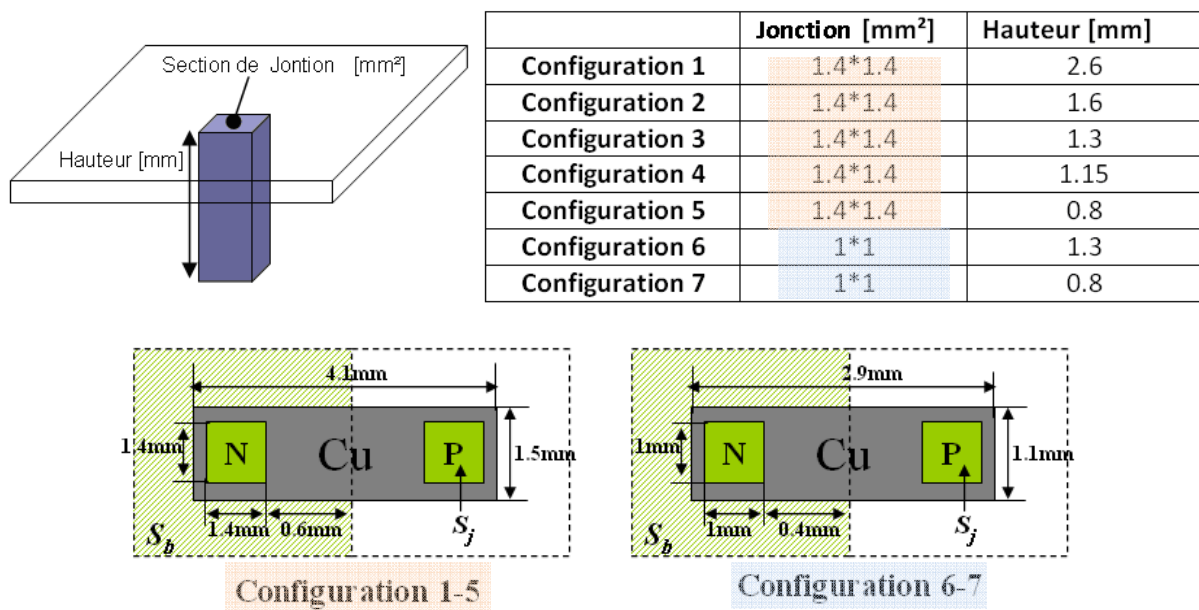 Section de Jontion [mm²]
Hauteur [mm]
Jonction [mm²] Hauteur [mm]
Configuration 1 1.4*1.4 2.6
Configuration 2 1.4*1.4 1.6
Configuration 3 1.4*1.4 1.3
Configuration 4 1.4*1.4 1.15
Configuration 5 1.4*1.4 0.8
Configuration 6 1*1 1.3
Configuration 7 1*1 0.8
4.1mm
1.4mm N Cu P 1.5mm
1.4mm 0.6mm
S_b S_j
Configuration 1-5
2.9mm
1mm N Cu P 1.1mm
1mm 0.4mm
S_b S_j
Configuration 6-7